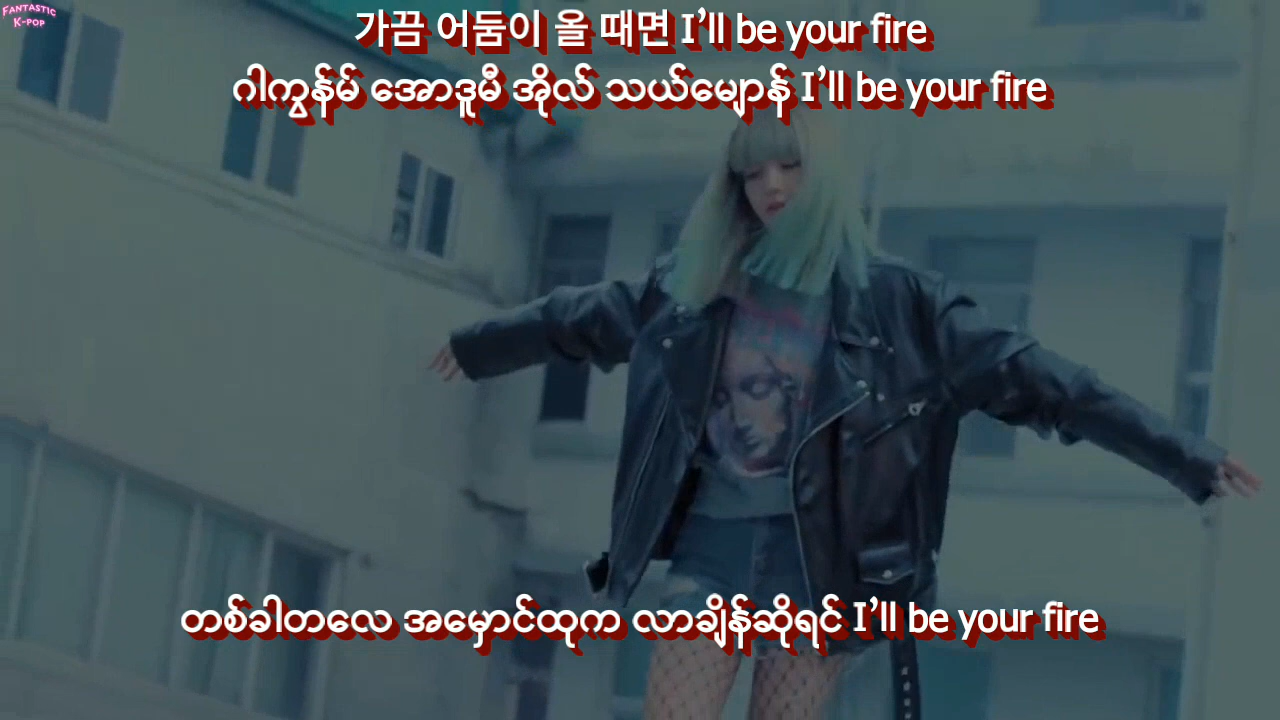 FANTASTIC
K-POP
가끔 어둠이 올 때면 I'll be your fire
ဂါကွန်မ် အောဒူမီ အိုလ် သယ်မျောန် I'll be your fire
တစ်ခါတလေ အမှောင်ထုက လာချိန်ဆိုရင် I'll be your fire